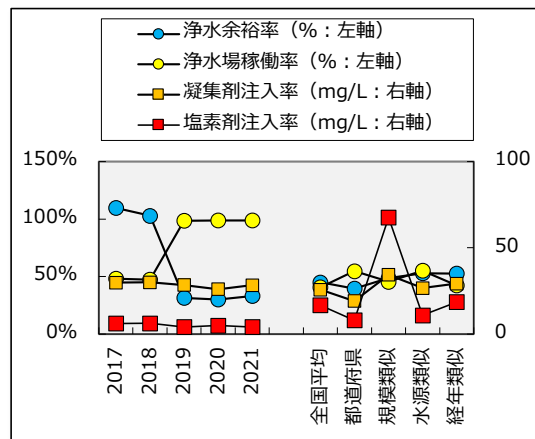 浄水余裕率（%：左軸）
浄水場稼働率（%：左軸）
凝集剤注入率（mg/L：右軸）
塩素剤注入率（mg/L：右軸）
150%
100%
50%
0%
100
50
0
2017
2018
2019
2020
2021
全国平均
都道府県
規模類似
水源類似
経年類似